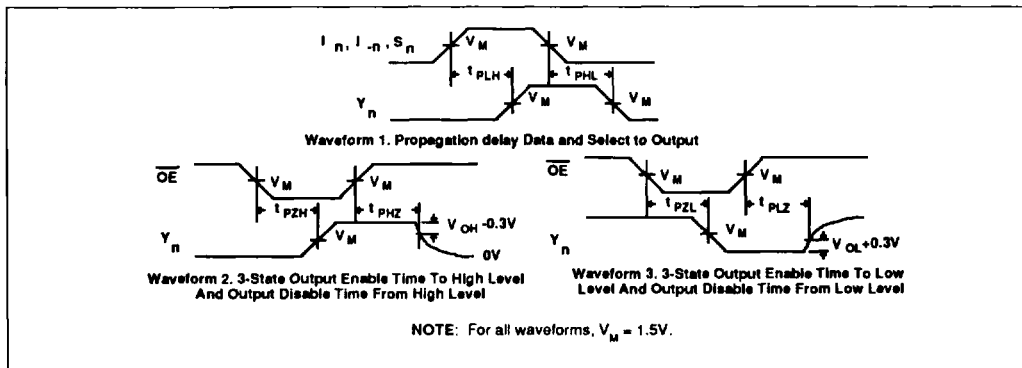 I n, I -n, S n
V M
V M
t PLH
t PHL
Y n
V M
V M
Waveform 1. Propagation delay Data and Select to Output
OE
V M
V M
t PZH
t PHZ
Y n
V M
V OH -0.3V
0V
Waveform 2. 3-State Output Enable Time To High Level
And Output Disable Time From High Level
OE
V M
V M
t PZL
t PLZ
Y n
V M
V OL +0.3V
Waveform 3. 3-State Output Enable Time To Low
Level And Output Disable Time From Low Level
NOTE: For all waveforms, V M = 1.5V.